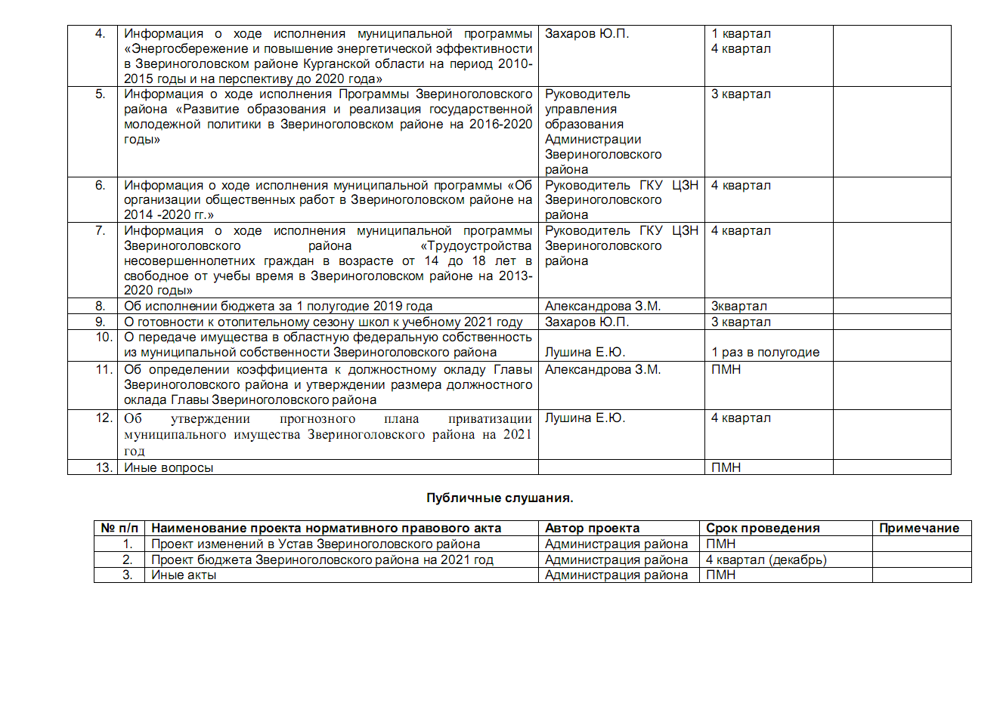 4. Информация о ходе исполнения муниципальной программы Захаров Ю.П. 1 квартал
«Энергосбережение и повышение энергетической эффективности 4 квартал
в Звериноголовском районе Курганской области на период 2010-
2015 годы и на перспективу до 2020 года»
5. Информация о ходе исполнения Программы Звериноголовского Руководитель 3 квартал
района «Развитие образования и реализация государственной управления
молодежной политики в Звериноголовском районе на 2016-2020 образования
годы» Администрации
Звериноголовского
района
6. Информация о ходе исполнения муниципальной программы «Об Руководитель ГКУ ЦЗН 4 квартал
организации общественных работ в Звериноголовском районе на Звериноголовского
2014 -2020 гг.» района
7. Информация о ходе исполнения муниципальной программы Руководитель ГКУ ЦЗН 4 квартал
Звериноголовского района «Трудоустройства Звериноголовского
несовершеннолетних граждан в возрасте от 14 до 18 лет в района
свободное от учебы время в Звериноголовском районе на 2013-
2020 годы»
8. Об исполнении бюджета за 1 полугодие 2019 года Александрова З.М. 3квартал
9. О готовности к отопительному сезону школ к учебному 2021 году Захаров Ю.П. 3 квартал
10. О передаче имущества в областную федеральную собственность
из муниципальной собственности Звериноголовского района Лушина Е.Ю. 1 раз в полугодие
11. Об определении коэффициента к должностному окладу Главы Александрова З.М. ПМН
Звериноголовского района и утверждении размера должностного
оклада Главы Звериноголовского района
12. Об утверждении прогнозного плана приватизации Лушина Е.Ю. 4 квартал
муниципального имущества Звериноголовского района на 2021
год
13. Иные вопросы ПМН
Публичные слушания.
№ п/п Наименование проекта нормативного правового акта Автор проекта Срок проведения Примечание
1. Проект изменений в Устав Звериноголовского района Администрация района ПМН
2. Проект бюджета Звериноголовского района на 2021 год Администрация района 4 квартал (декабрь)
3. Иные акты Администрация района ПМН